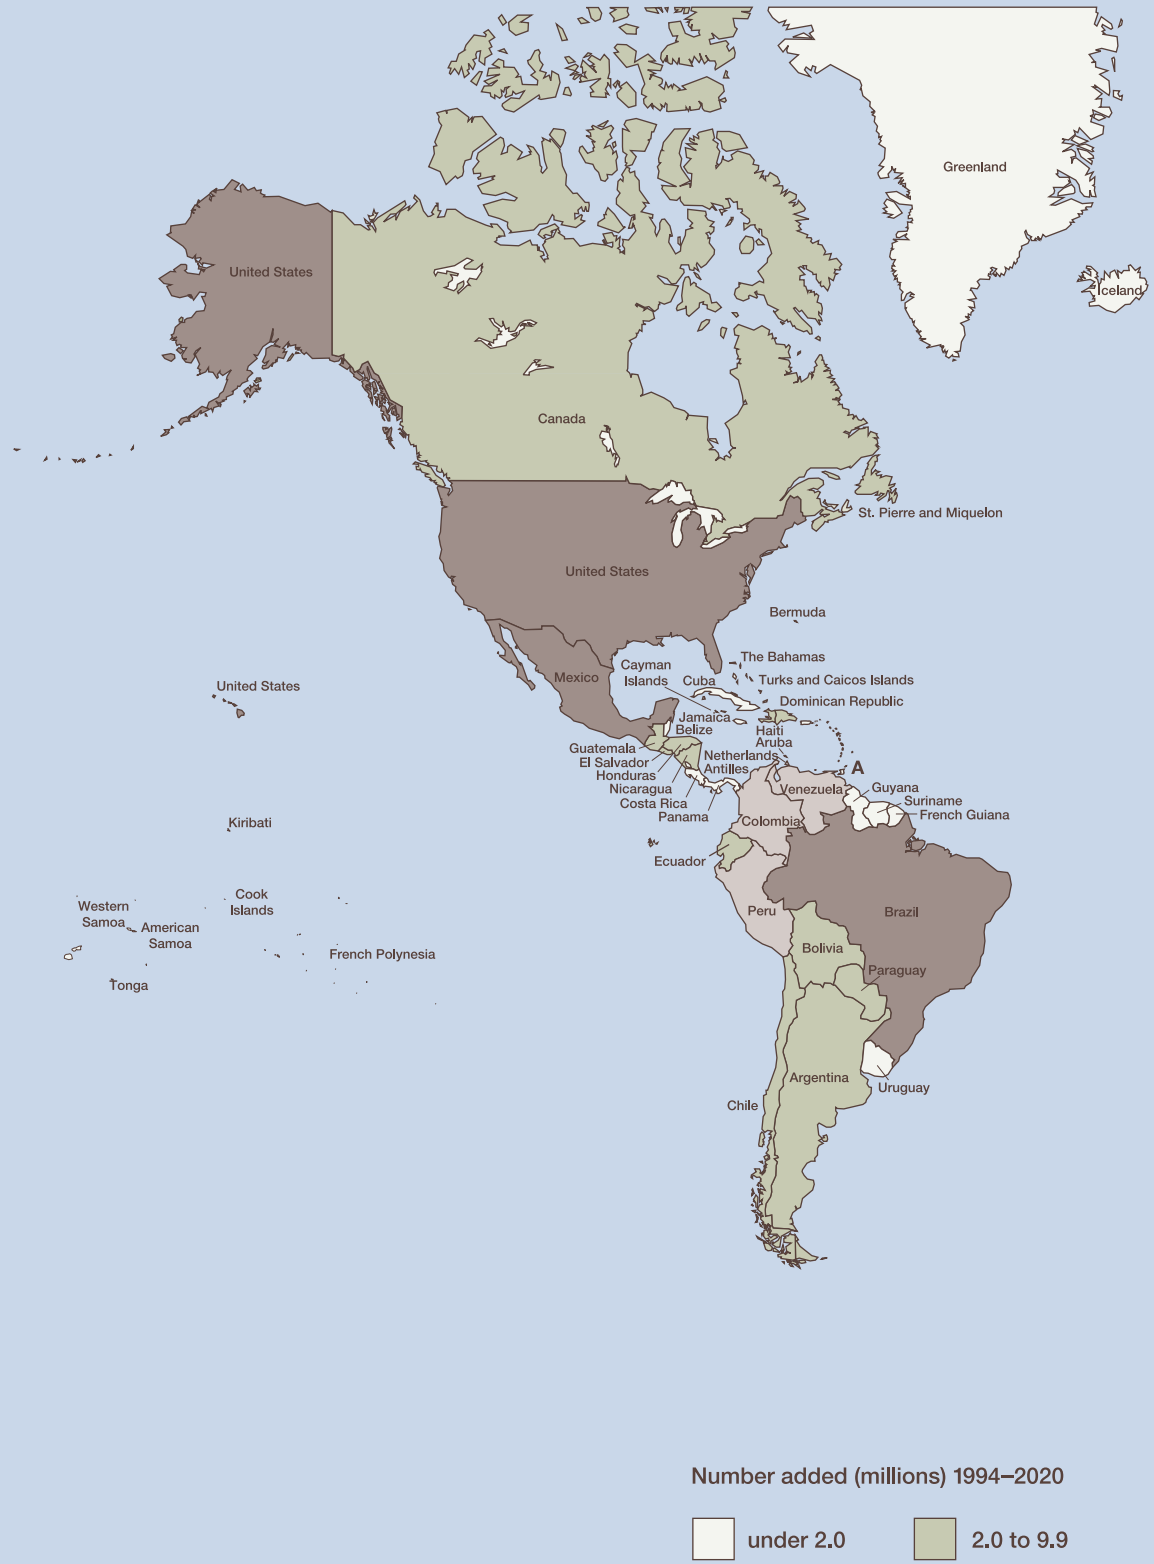 Greenland
United States
Iceland
Canada
St. Pierre and Miquelon
United States
Bermuda
The Bahamas
Cayman
Islands
Mexico
Cuba
Turks and Caicos Islands
United States
Dominican Republic
Jamaica
Belize
Haiti
Aruba
Guatemala
El Salvador
Netherlands
Antilles
A
Honduras
Nicaragua
Venezuela
Guyana
Costa Rica
Suriname
Panama
Colombia
French Guiana
Kiribati
Ecuador
Cook
Islands
Western
Samoa
Peru
Brazil
American
Samoa
Bolivia
French Polynesia
Paraguay
Tonga
Argentina
Uruguay
Chile
Number added (millions) 1994–2020
under 2.0
2.0 to 9.9